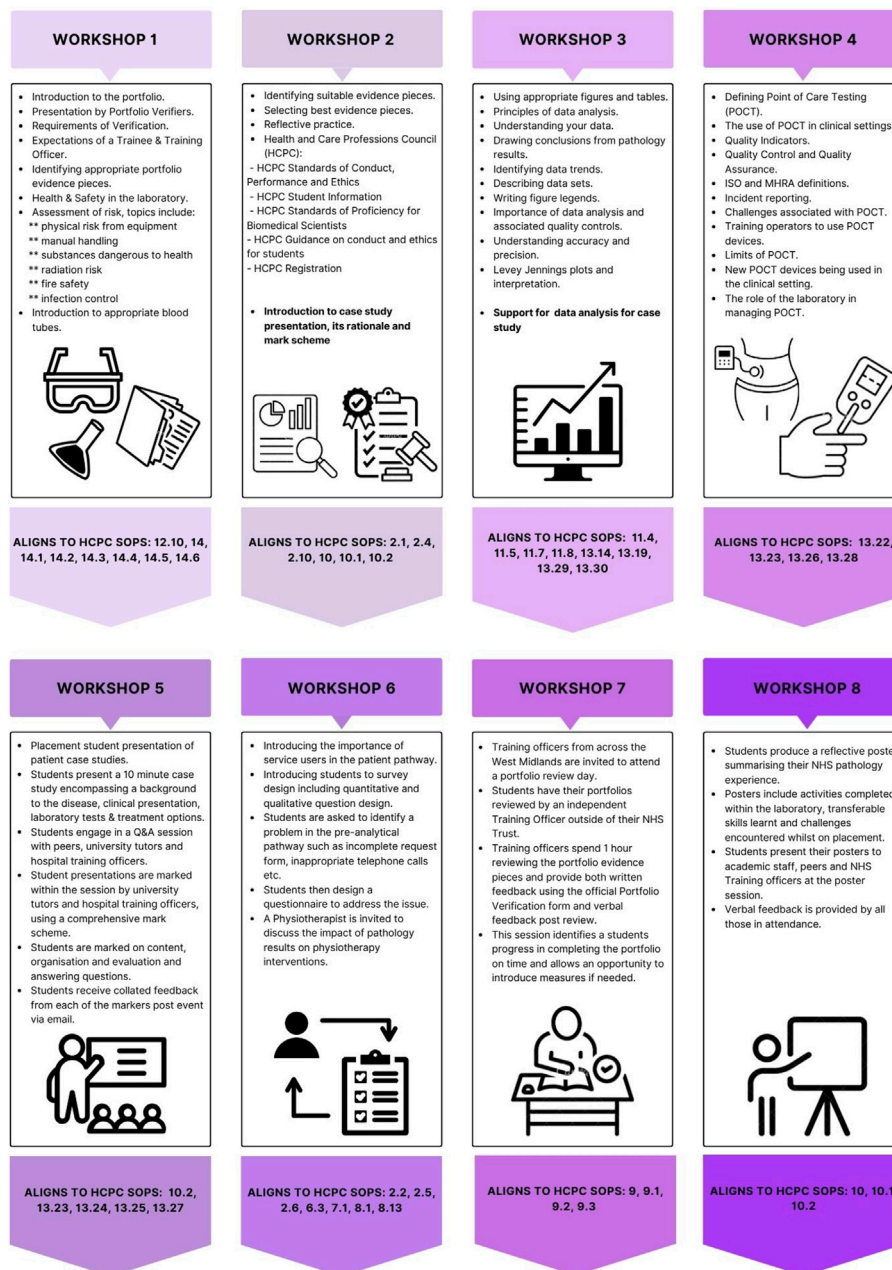 WORKSHOP 1
• Introduction to the portfolio.
• Presentation by Portfolio Verifiers.
• Requirements of Verification.
• Expectations of a Trainee & Training
Officer.
• Identifying appropriate portfolio
evidence pieces.
• Health & Safety in the laboratory.
• Assessment of risk, topics include:
** physical risk from equipment
** manual handling
** substances dangerous to health
** radiation risk
** fire safety
** infection control
• Introduction to appropriate blood
tubes.
ALIGNS TO HCPC SOPS: 12.10, 14,
14.1, 14.2, 14.3, 14.4, 14.5, 14.6
WORKSHOP 2
• Identifying suitable evidence pieces.
• Selecting best evidence pieces.
• Reflective practice.
• Health and Care Professions Council
(HCPC):
- HCPC Standards of Conduct,
Performance and Ethics
- HCPC Student Information
- HCPC Standards of Proficiency for
Biomedical Scientists
- HCPC Guidance on conduct and ethics
for students
- HCPC Registration
• Introduction to case study
presentation, its rationale and
mark scheme
ALIGNS TO HCPC SOPS: 2.1, 2.4,
2.10, 10, 10.1, 10.2
WORKSHOP 3
• Using appropriate figures and tables.
• Principles of data analysis.
• Understanding your data.
• Drawing conclusions from pathology
results.
• Identifying data trends.
• Describing data sets.
• Writing figure legends.
• Importance of data analysis and
associated quality controls.
• Understanding accuracy and
precision.
• Levey Jennings plots and
interpretation.
• Support for data analysis for case
study
ALIGNS TO HCPC SOPS: 11.4,
11.5, 11.7, 11.8, 13.14, 13.19,
13.29, 13.30
WORKSHOP 4
• Defining Point of Care Testing
(POCT).
• The use of POCT in clinical settings
• Quality Indicators.
• Quality Control and Quality
Assurance.
• ISO and MHRA definitions.
• Incident reporting.
• Challenges associated with POCT.
• Training operators to use POCT
devices.
• Limits of POCT.
• New POCT devices being used in
the clinical setting.
• The role of the laboratory in
managing POCT.
ALIGNS TO HCPC SOPS: 13.22,
13.23, 13.26, 13.28
WORKSHOP 5
• Placement student presentation of
patient case studies.
• Students present a 10 minute case
study encompassing a background
to the disease, clinical presentation,
laboratory tests & treatment options.
• Students engage in a Q&A session
with peers, university tutors and
hospital training officers.
• Student presentations are marked
within the session by university
tutors and hospital training officers,
using a comprehensive mark
scheme.
• Students are marked on content,
organisation and evaluation and
answering questions.
• Students receive collated feedback
from each of the markers post event
via email.
ALIGNS TO HCPC SOPS: 10.2,
13.23, 13.24, 13.25, 13.27
WORKSHOP 6
• Introducing the importance of
service users in the patient pathway.
• Introducing students to survey
design including quantitative and
qualitative question design.
• Students are asked to identify a
problem in the pre-analytical
pathway such as incomplete request
form, inappropriate telephone calls
etc.
• Students then design a
questionnaire to address the issue.
• A Physiotherapist is invited to
discuss the impact of pathology
results on physiotherapy
interventions.
ALIGNS TO HCPC SOPS: 2.2, 2.5,
2.6, 6.3, 7.1, 8.1, 8.13
WORKSHOP 7
• Training officers from across the
West Midlands are invited to attend
a portfolio review day.
• Students have their portfolios
reviewed by an independent
Training Officer outside of their NHS
Trust.
• Training officers spend 1 hour
reviewing the portfolio evidence
pieces and provide both written
feedback using the official Portfolio
Verification form and verbal
feedback post review.
• This session identifies a students
progress in completing the portfolio
on time and allows an opportunity to
introduce measures if needed.
ALIGNS TO HCPC SOPS: 9, 9.1,
9.2, 9.3
WORKSHOP 8
• Students produce a reflective poste
summarising their NHS pathology
experience.
• Posters include activities completed
within the laboratory, transferable
skills learnt and challenges
encountered whilst on placement.
• Students present their posters to
academic staff, peers and NHS
Training officers at the poster
session.
• Verbal feedback is provided by all
those in attendance.
ALIGNS TO HCPC SOPS: 10, 10.1
10.2